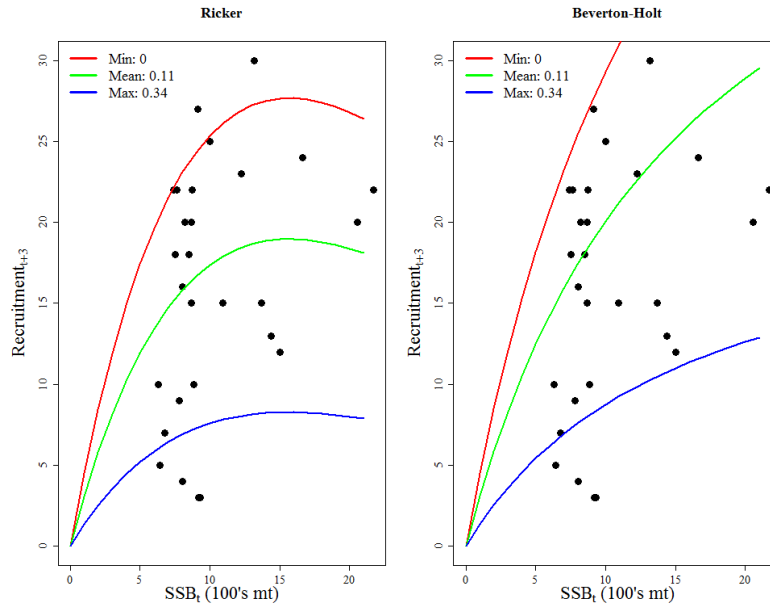 Ricker
Min: 0
Mean: 0.11
Max: 0.34
30
25
20
15
10
5
0
Recruitment t+3
0 5 10 15 20
SSB t (100's mt)
Beverton-Holt
Min: 0
Mean: 0.11
Max: 0.34
30
25
20
15
10
5
0
Recruitment t+3
0 5 10 15 20
SSB t (100's mt)